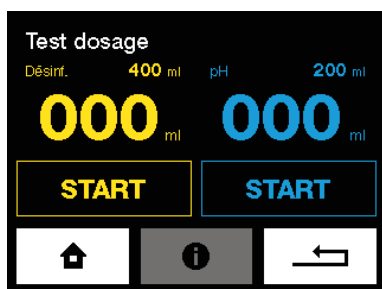 Test dosage
Désinf. 400 ml pH 200 ml
000 ml 000 ml
START START